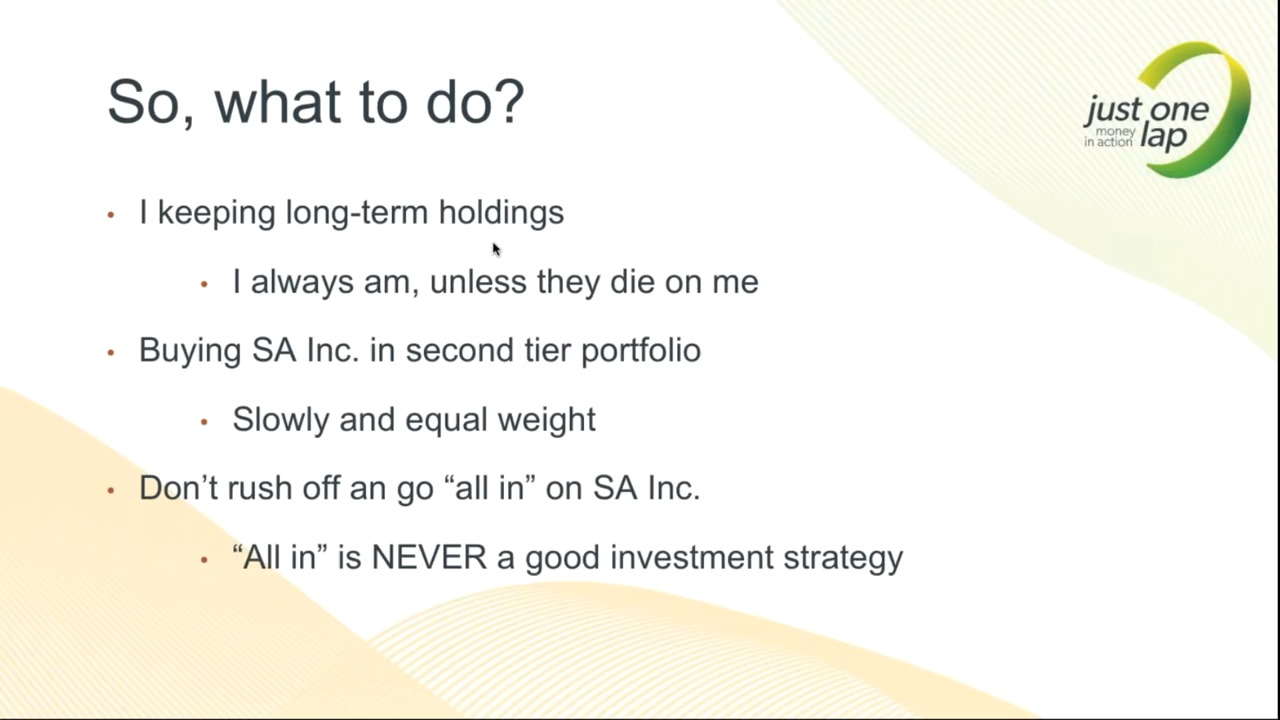 So, what to do?
just one
money
in action lap
• I keeping long-term holdings
• I always am, unless they die on me
• Buying SA Inc. in second tier portfolio
• Slowly and equal weight
• Don’t rush off an go “all in” on SA Inc.
• “All in” is NEVER a good investment strategy